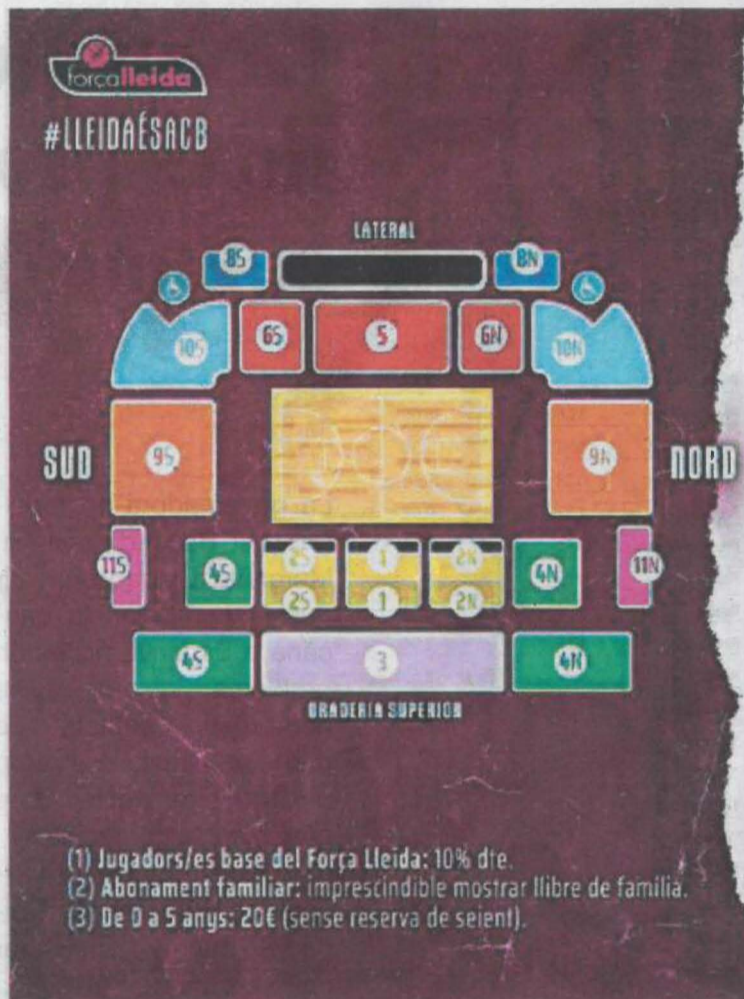 força lleida
#LLEIDAÉSACB
LATERAL
8S 8N
10S 6S 5 6N 10N
SUD 9S 9N NORD
11S 4S 2S 1 2N 4N 11N
2S 1 2N
4S 3 4N
GRADERIA SUPERIOR
(1) Jugadors/es base del Força Lleida: 10% dte.
(2) Abonament familiar: imprescindible mostrar llibre de família.
(3) De 0 a 5 anys: 20€ (sense reserva de seient).